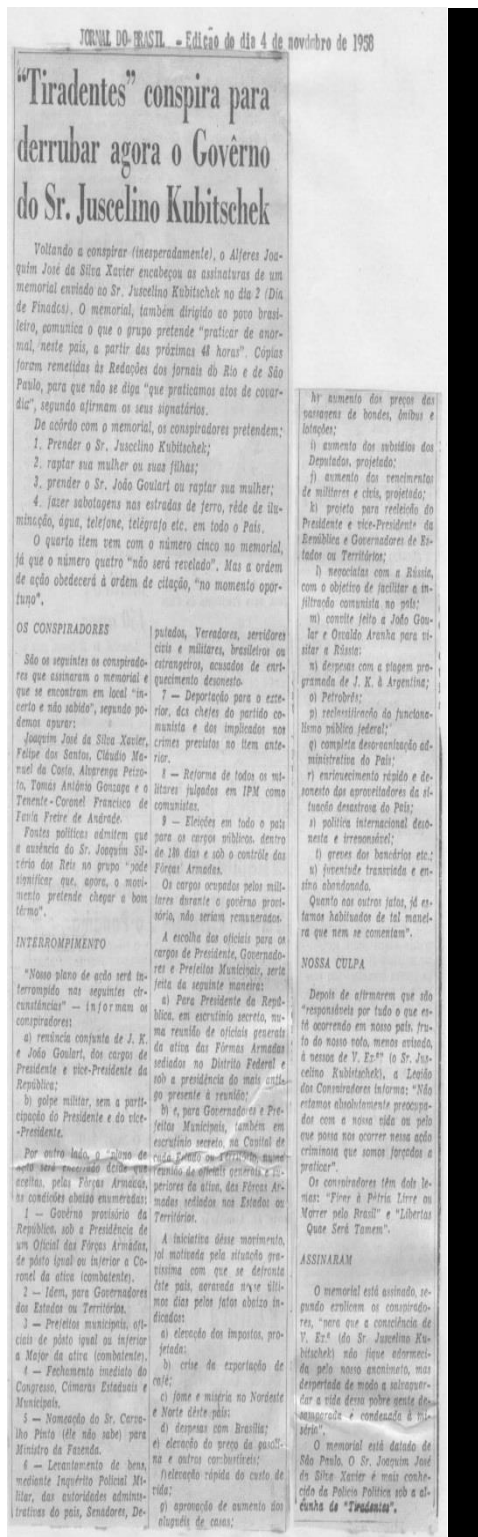 JORNAL DO BRASIL - Edição do dia 4 de novembro de 1958
"Tiradentes" conspira para
derrubar agora o Govêrno
do Sr. Juscelino Kubitschek
Voltando a conspirar (inesperadamente), o Alferes Joa-
quim José da Silva Xavier encabeçou as assinaturas de um
memorial enviado ao Sr. Juscelino Kubitschek no dia 2 (Dia
de Finados). O memorial, também dirigido ao povo brasi-
leiro, comunica o que o grupo pretende "praticar de anor-
mal, neste país, a partir das próximas 48 horas". Cópias
foram remetidas às Redações dos jornais do Rio e de São
Paulo, para que não se diga "que praticamos atos de covar-
dia", segundo afirmam os seus signatários.
De acôrdo com o memorial, os conspiradores pretendem:
1. Prender o Sr. Juscelino Kubitschek;
2. raptar sua mulher ou suas filhas;
3. prender o Sr. João Goulart ou raptar sua mulher;
4. fazer sabotagens nas estradas de ferro, rêde de ilu-
minação, água, telefone, telégrafo etc. em todo o País.
O quarto item vem com o número cinco no memorial,
já que o número quatro "não será revelado". Mas a ordem
de ação obedecerá à ordem de citação, "no momento opor-
tuno".
OS CONSPIRADORES
São os seguintes os conspirado-
res que assinaram o memorial e
que se encontram em local "in-
certo e não sabido", segundo po-
demos apurar:
Joaquim José da Silva Xavier,
Felipe dos Santos, Cláudio Ma-
nuel da Costa, Alvarenga Peixo-
to, Tomás Antônio Gonzaga e o
Tenente-Coronel Francisco de
Paula Freire de Andrade.
Fontes políticas admitem que
a ausência do Sr. Joaquim Sil-
vério dos Reis no grupo "pode
significar que, agora, o movi-
mento pretende chegar a bom
têrmo".
INTERROMPIMENTO
"Nosso plano de ação será in-
terrompido nas seguintes cir-
cunstâncias" — informam os
conspiradores:
a) renúncia conjunta de J. K.
e João Goulart, dos cargos de
Presidente e vice-Presidente da
República;
b) golpe militar, sem a parti-
cipação do Presidente e do vice-
-Presidente.
Por outro lado, o "plano de
ação será encerrado desde que
aceitas, pelas Fôrças Armadas,
as condições abaixo enumeradas:
1 — Govêrno provisório da
República, sob a Presidência de
um Oficial das Fôrças Armadas,
de pôsto igual ou inferior a Co-
ronel da ativa (combatente).
2 — Idem, para Governadores
dos Estados ou Territórios.
3 — Prefeitos municipais, ofi-
ciais de pôsto igual ou inferior
a Major da ativa (combatente).
4 — Fechamento imediato do
Congresso, Câmaras Estaduais e
Municipais.
5 — Nomeação do Sr. Carva-
lho Pinto (êle não sabe) para
Ministro da Fazenda.
6 — Levantamento de bens,
mediante Inquérito Policial Mi-
litar, das autoridades adminis-
trativas do país, Senadores, De-
putados, Vereadores, servidores
civis e militares, brasileiros ou
estrangeiros, acusados de enri-
quecimento desonesto.
7 — Deportação para o exte-
rior, dos chefes do partido co-
munista e dos implicados nos
crimes previstos no item ante-
rior.
8 — Reforma de todos os mi-
litares julgados em IPM como
comunistas.
9 — Eleições em todo o país
para os cargos públicos, dentro
de 180 dias e sob o contrôle das
Fôrças Armadas.
Os cargos ocupados pelos mili-
tares durante o govêrno provi-
sório, não seriam remunerados.
A escolha dos oficiais para os
cargos de Presidente, Governado-
res e Prefeitos Municipais, seria
feita da seguinte maneira:
a) Para Presidente da Repú-
blica, em escrutínio secreto, nu-
ma reunião de oficiais generais
da ativa das Fôrças Armadas
sediados no Distrito Federal e
sob a presidência do mais anti-
go presente à reunião;
b) e, para Governadores e Pre-
feitos Municipais, também em
escrutínio secreto, na Capital de
cada Estado ou Território, numa
reunião de oficiais generais e su-
periores da ativa, das Fôrças Ar-
madas sediados nos Estados ou
Territórios.
A iniciativa dêsse movimento,
foi motivada pela situação gra-
víssima com que se defronta
êste país, agravada nesse últi-
mos dias pelos fatos abaixo in-
dicados:
a) elevação dos impostos, pro-
jetada;
b) crise da exportação de
café;
c) fome e miséria no Nordeste
e Norte dêste país;
d) despesas com Brasília;
e) elevação do preço da gasoli-
na e outros combustíveis;
f) elevação rápida do custo de
vida;
g) aprovação de aumento dos
aluguéis de casas;
h) aumento dos preços das
passagens de bondes, ônibus e
lotações;
i) aumento dos subsídios dos
Deputados, projetado;
j) aumento dos vencimentos
de militares e civis, projetado;
k) projeto para reeleição do
Presidente e vice-Presidente da
República e Governadores de Es-
tados ou Territórios;
l) negociatas com a Rússia,
com o objetivo de facilitar a in-
filtração comunista no país;
m) convite feito a João Gou-
lar e Osvaldo Aranha para vi-
sitar a Rússia;
n) despesas com a viagem pro-
gramada de J. K. à Argentina;
o) Petrobrás;
p) reclassificação do funciona-
lismo público federal;
q) completa desorganização ad-
ministrativa do País;
r) enriquecimento rápido e de-
sonesto dos aproveitadores da si-
tuação desastrosa do País;
s) política internacional deso-
nesta e irresponsável;
t) greves dos bancários etc.;
u) juventude transviada e en-
sino abandonado.
Quanto aos outros fatos, já es-
tamos habituados de tal manei-
ra que nem se comentam".
NOSSA CULPA
Depois de afirmarem que são
"responsáveis por tudo o que es-
tá ocorrendo em nosso país, fru-
to do nosso voto, menos avisado,
à pessoa de V. Ex.ª" (o Sr. Jus-
celino Kubitschek), a Legião
dos Conspiradores informa: "Não
estamos absolutamente preocupa-
dos com a nossa vida ou pelo
que possa nos ocorrer nessa ação
criminosa que somos forçados a
praticar".
Os conspiradores têm dois le-
mas: "Viver à Pátria Livre ou
Morrer pelo Brasil" e "Libertas
Quae Será Tamem".
ASSINARAM
O memorial está assinado, se-
gundo explicam os conspirado-
res, "para que a consciência de
V. Ex.ª (do Sr. Juscelino Ku-
bitschek) não fique adormeci-
da pelo nosso anonimato, mas
despertada de modo a salvaguar-
dar a vida dessa pobre gente de-
samparada e condenada à mi-
séria".
O memorial está datado de
São Paulo. O Sr. Joaquim José
da Silva Xavier é mais conhe-
cido da Polícia Política sob a al-
cunha de "Tiradentes".